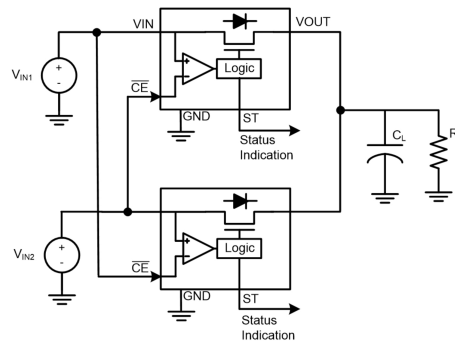 VIN
VOUT
V_IN1
+
-
+
-
Logic
CE
GND
ST
Status
Indication
C_L
R
V_IN2
+
-
+
-
Logic
CE
GND
ST
Status
Indication